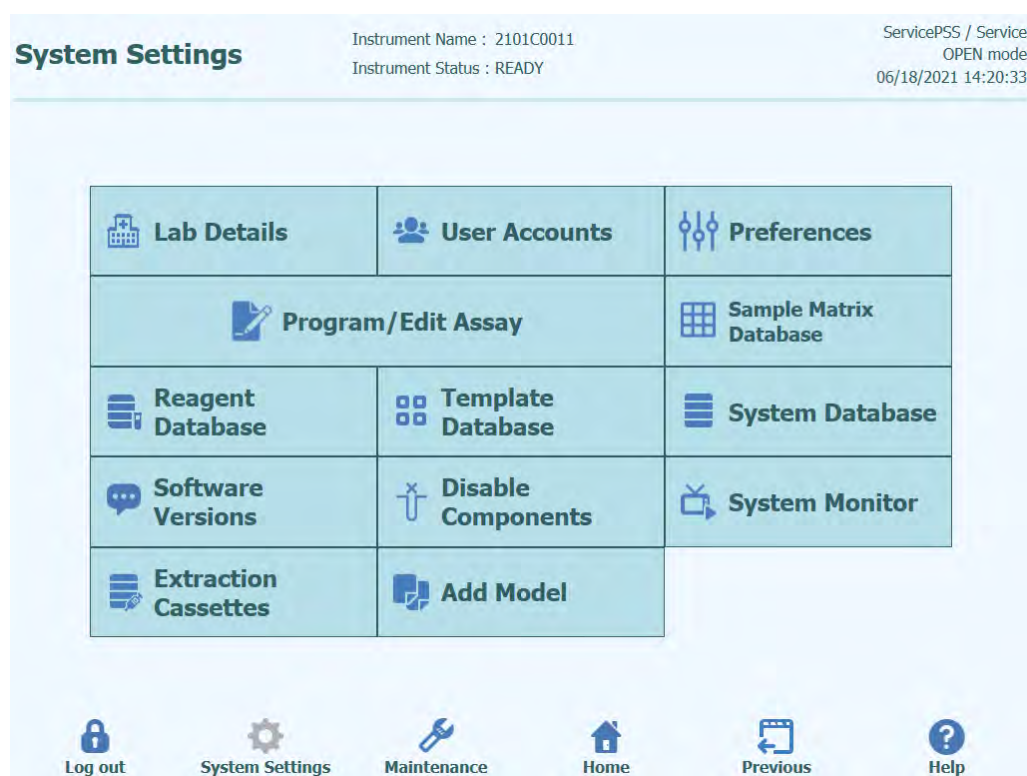 System Settings
Instrument Name : 2101C0011
Instrument Status : READY
ServicePSS / Service
OPEN mode
06/18/2021 14:20:33
Lab Details
User Accounts
Preferences
Program/Edit Assay
Sample Matrix
Database
Reagent
Database
Template
Database
System Database
Software
Versions
Disable
Components
System Monitor
Extraction
Cassettes
Add Model
Log out
System Settings
Maintenance
Home
Previous
Help